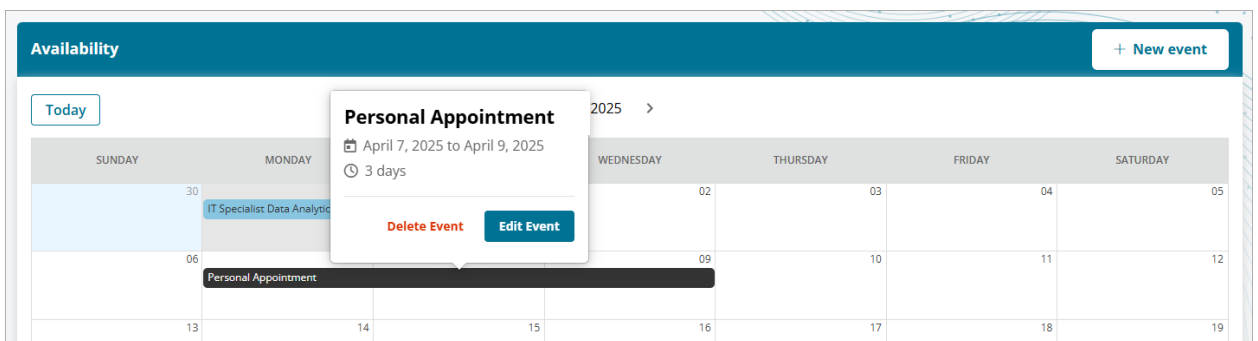 Availability
+ New event
Today
2025 >
Personal Appointment
April 7, 2025 to April 9, 2025
3 days
Delete Event
Edit Event
SUNDAY MONDAY WEDNESDAY THURSDAY FRIDAY SATURDAY
30 02 03 04 05
IT Specialist Data Analytic
06 09 10 11 12
Personal Appointment
13 14 15 16 17 18 19